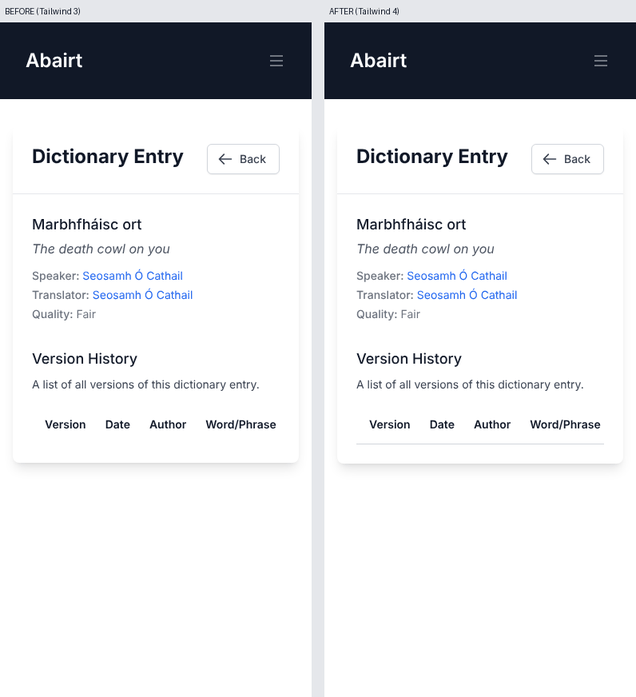 BEFORE (Tailwind 3)
Abairt
Dictionary Entry
Back
Marbhfháisc ort
The death cowl on you
Speaker: Seosamh Ó Cathail
Translator: Seosamh Ó Cathail
Quality: Fair
Version History
A list of all versions of this dictionary entry.
Version Date Author Word/Phrase
AFTER (Tailwind 4)
Abairt
Dictionary Entry
Back
Marbhfháisc ort
The death cowl on you
Speaker: Seosamh Ó Cathail
Translator: Seosamh Ó Cathail
Quality: Fair
Version History
A list of all versions of this dictionary entry.
Version Date Author Word/Phrase